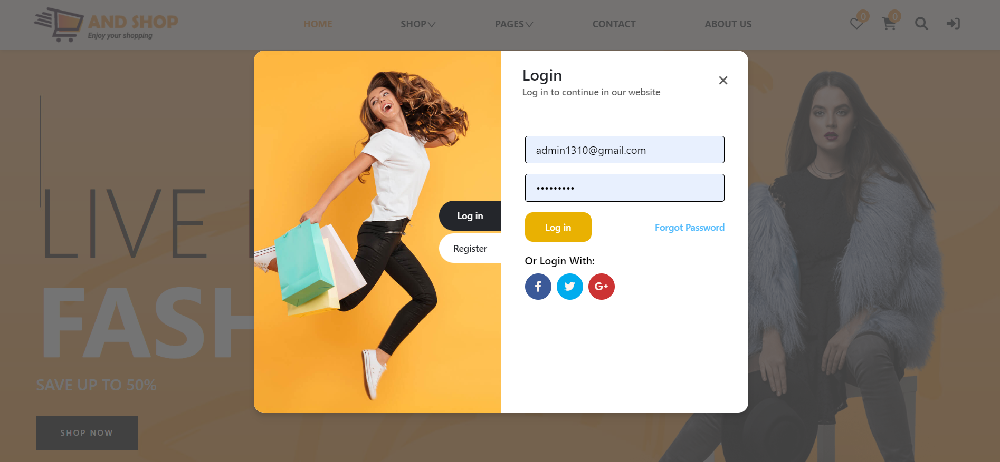 AND SHOP
Enjoy your shopping
HOME
SHOP
PAGES
CONTACT
ABOUT US
0
0
Login
Log in to continue in our website
admin1310@gmail.com
•••••••••
Log in
Register
Log in
Forgot Password
Or Login With:
f
G+
LIVE
FASH
SAVE UP TO 50%
SHOP NOW